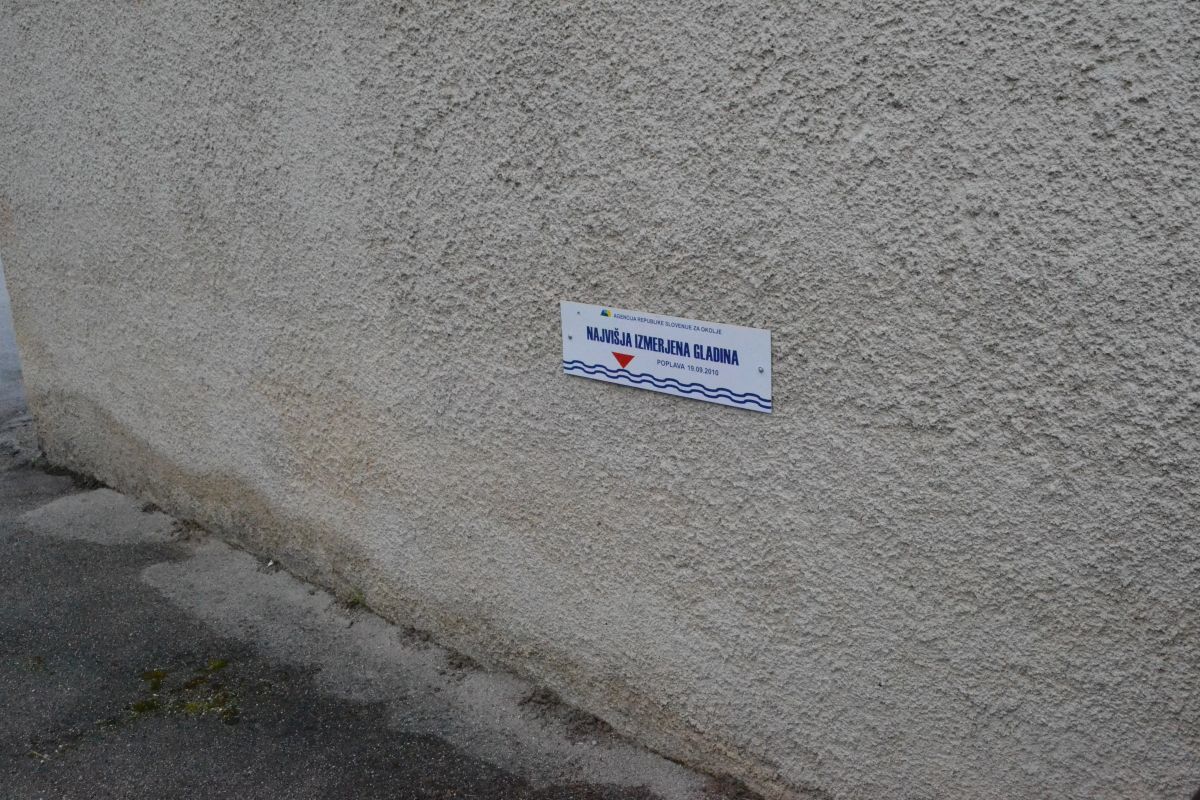 AGENCIJA REPUBLIKE SLOVENIJE ZA OKOLJE
NAJVIŠJA IZMERJENA GLADINA
POPLAVA 19.09.2010